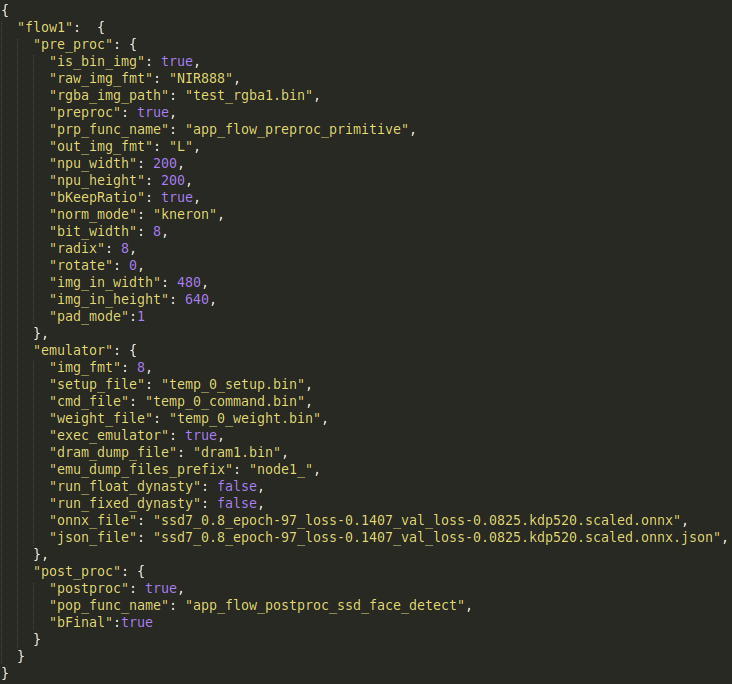 {
  "flow1":  {
    "pre_proc": {
      "is_bin_img": true,
      "raw_img_fmt": "NIR888",
      "rgba_img_path": "test_rgba1.bin",
      "preproc": true,
      "prp_func_name": "app_flow_preproc_primitive",
      "out_img_fmt": "L",
      "npu_width": 200,
      "npu_height": 200,
      "bKeepRatio": true,
      "norm_mode": "kneron",
      "bit_width": 8,
      "radix": 8,
      "rotate": 0,
      "img_in_width": 480,
      "img_in_height": 640,
      "pad_mode":1
    },
    "emulator": {
      "img_fmt": 8,
      "setup_file": "temp_0_setup.bin",
      "cmd_file": "temp_0_command.bin",
      "weight_file": "temp_0_weight.bin",
      "exec_emulator": true,
      "dram_dump_file": "dram1.bin",
      "emu_dump_files_prefix": "node1_",
      "run_float_dynasty": false,
      "run_fixed_dynasty": false,
      "onnx_file": "ssd7_0.8_epoch-97_loss-0.1407_val_loss-0.0825.kdp520.scaled.onnx",
      "json_file": "ssd7_0.8_epoch-97_loss-0.1407_val_loss-0.0825.kdp520.scaled.onnx.json",
    },
    "post_proc": {
      "postproc": true,
      "pop_func_name": "app_flow_postproc_ssd_face_detect",
      "bFinal":true
    }
  }
}